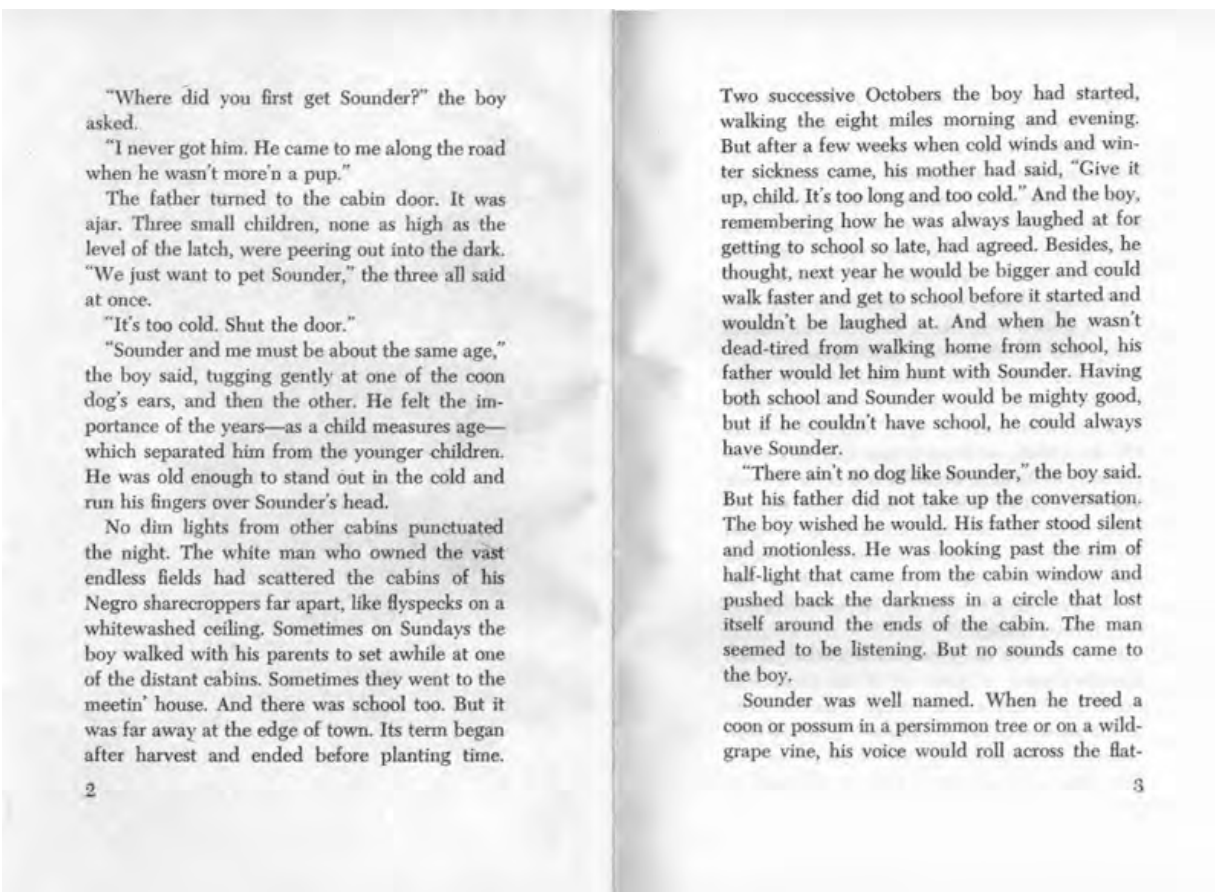 "Where did you first get Sounder?" the boy
asked.
"I never got him. He came to me along the road
when he wasn't more'n a pup."
The father turned to the cabin door. It was
ajar. Three small children, none as high as the
level of the latch, were peering out into the dark.
"We just want to pet Sounder," the three all said
at once.
"It's too cold. Shut the door."
"Sounder and me must be about the same age,"
the boy said, tugging gently at one of the coon
dog's ears, and then the other. He felt the im-
portance of the years—as a child measures age—
which separated him from the younger children.
He was old enough to stand out in the cold and
run his fingers over Sounder's head.
No dim lights from other cabins punctuated
the night. The white man who owned the vast
endless fields had scattered the cabins of his
Negro sharecroppers far apart, like flyspecks on a
whitewashed ceiling. Sometimes on Sundays the
boy walked with his parents to set awhile at one
of the distant cabins. Sometimes they went to the
meetin' house. And there was school too. But it
was far away at the edge of town. Its term began
after harvest and ended before planting time.
2
Two successive Octobers the boy had started,
walking the eight miles morning and evening.
But after a few weeks when cold winds and win-
ter sickness came, his mother had said, "Give it
up, child. It's too long and too cold." And the boy,
remembering how he was always laughed at for
getting to school so late, had agreed. Besides, he
thought, next year he would be bigger and could
walk faster and get to school before it started and
wouldn't be laughed at. And when he wasn't
dead-tired from walking home from school, his
father would let him hunt with Sounder. Having
both school and Sounder would be mighty good,
but if he couldn't have school, he could always
have Sounder.
"There ain't no dog like Sounder," the boy said.
But his father did not take up the conversation.
The boy wished he would. His father stood silent
and motionless. He was looking past the rim of
half-light that came from the cabin window and
pushed back the darkness in a circle that lost
itself around the ends of the cabin. The man
seemed to be listening. But no sounds came to
the boy.
Sounder was well named. When he treed a
coon or possum in a persimmon tree or on a wild-
grape vine, his voice would roll across the flat-
3